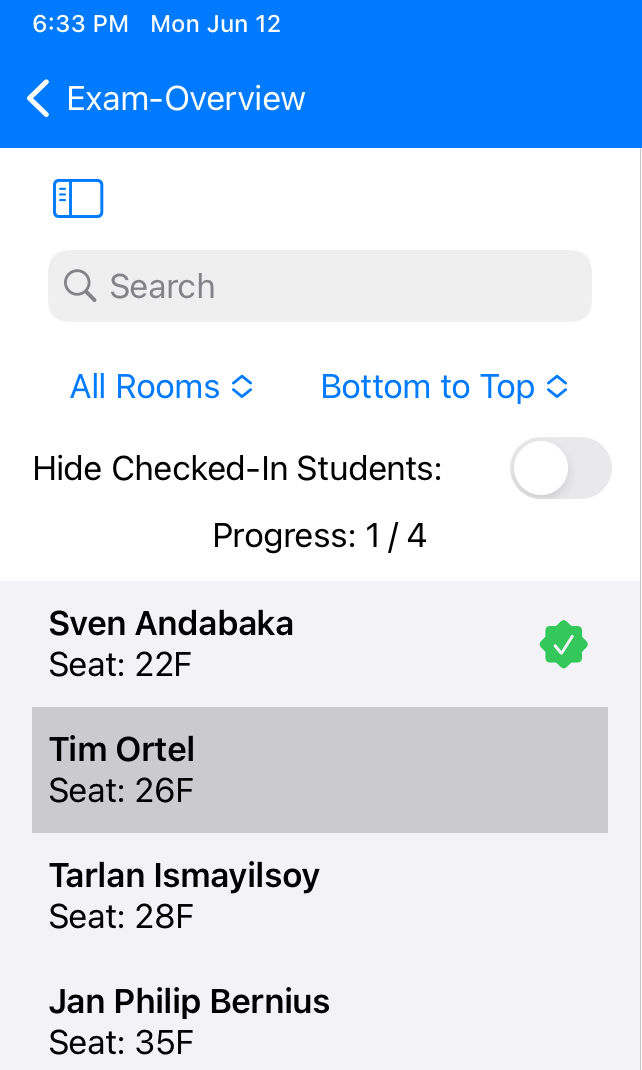 6:33 PM Mon Jun 12
Exam-Overview
Search
All Rooms Bottom to Top
Hide Checked-In Students:
Progress: 1 / 4
Sven Andabaka
Seat: 22F
Tim Ortel
Seat: 26F
Tarlan Ismayilsoy
Seat: 28F
Jan Philip Bernius
Seat: 35F